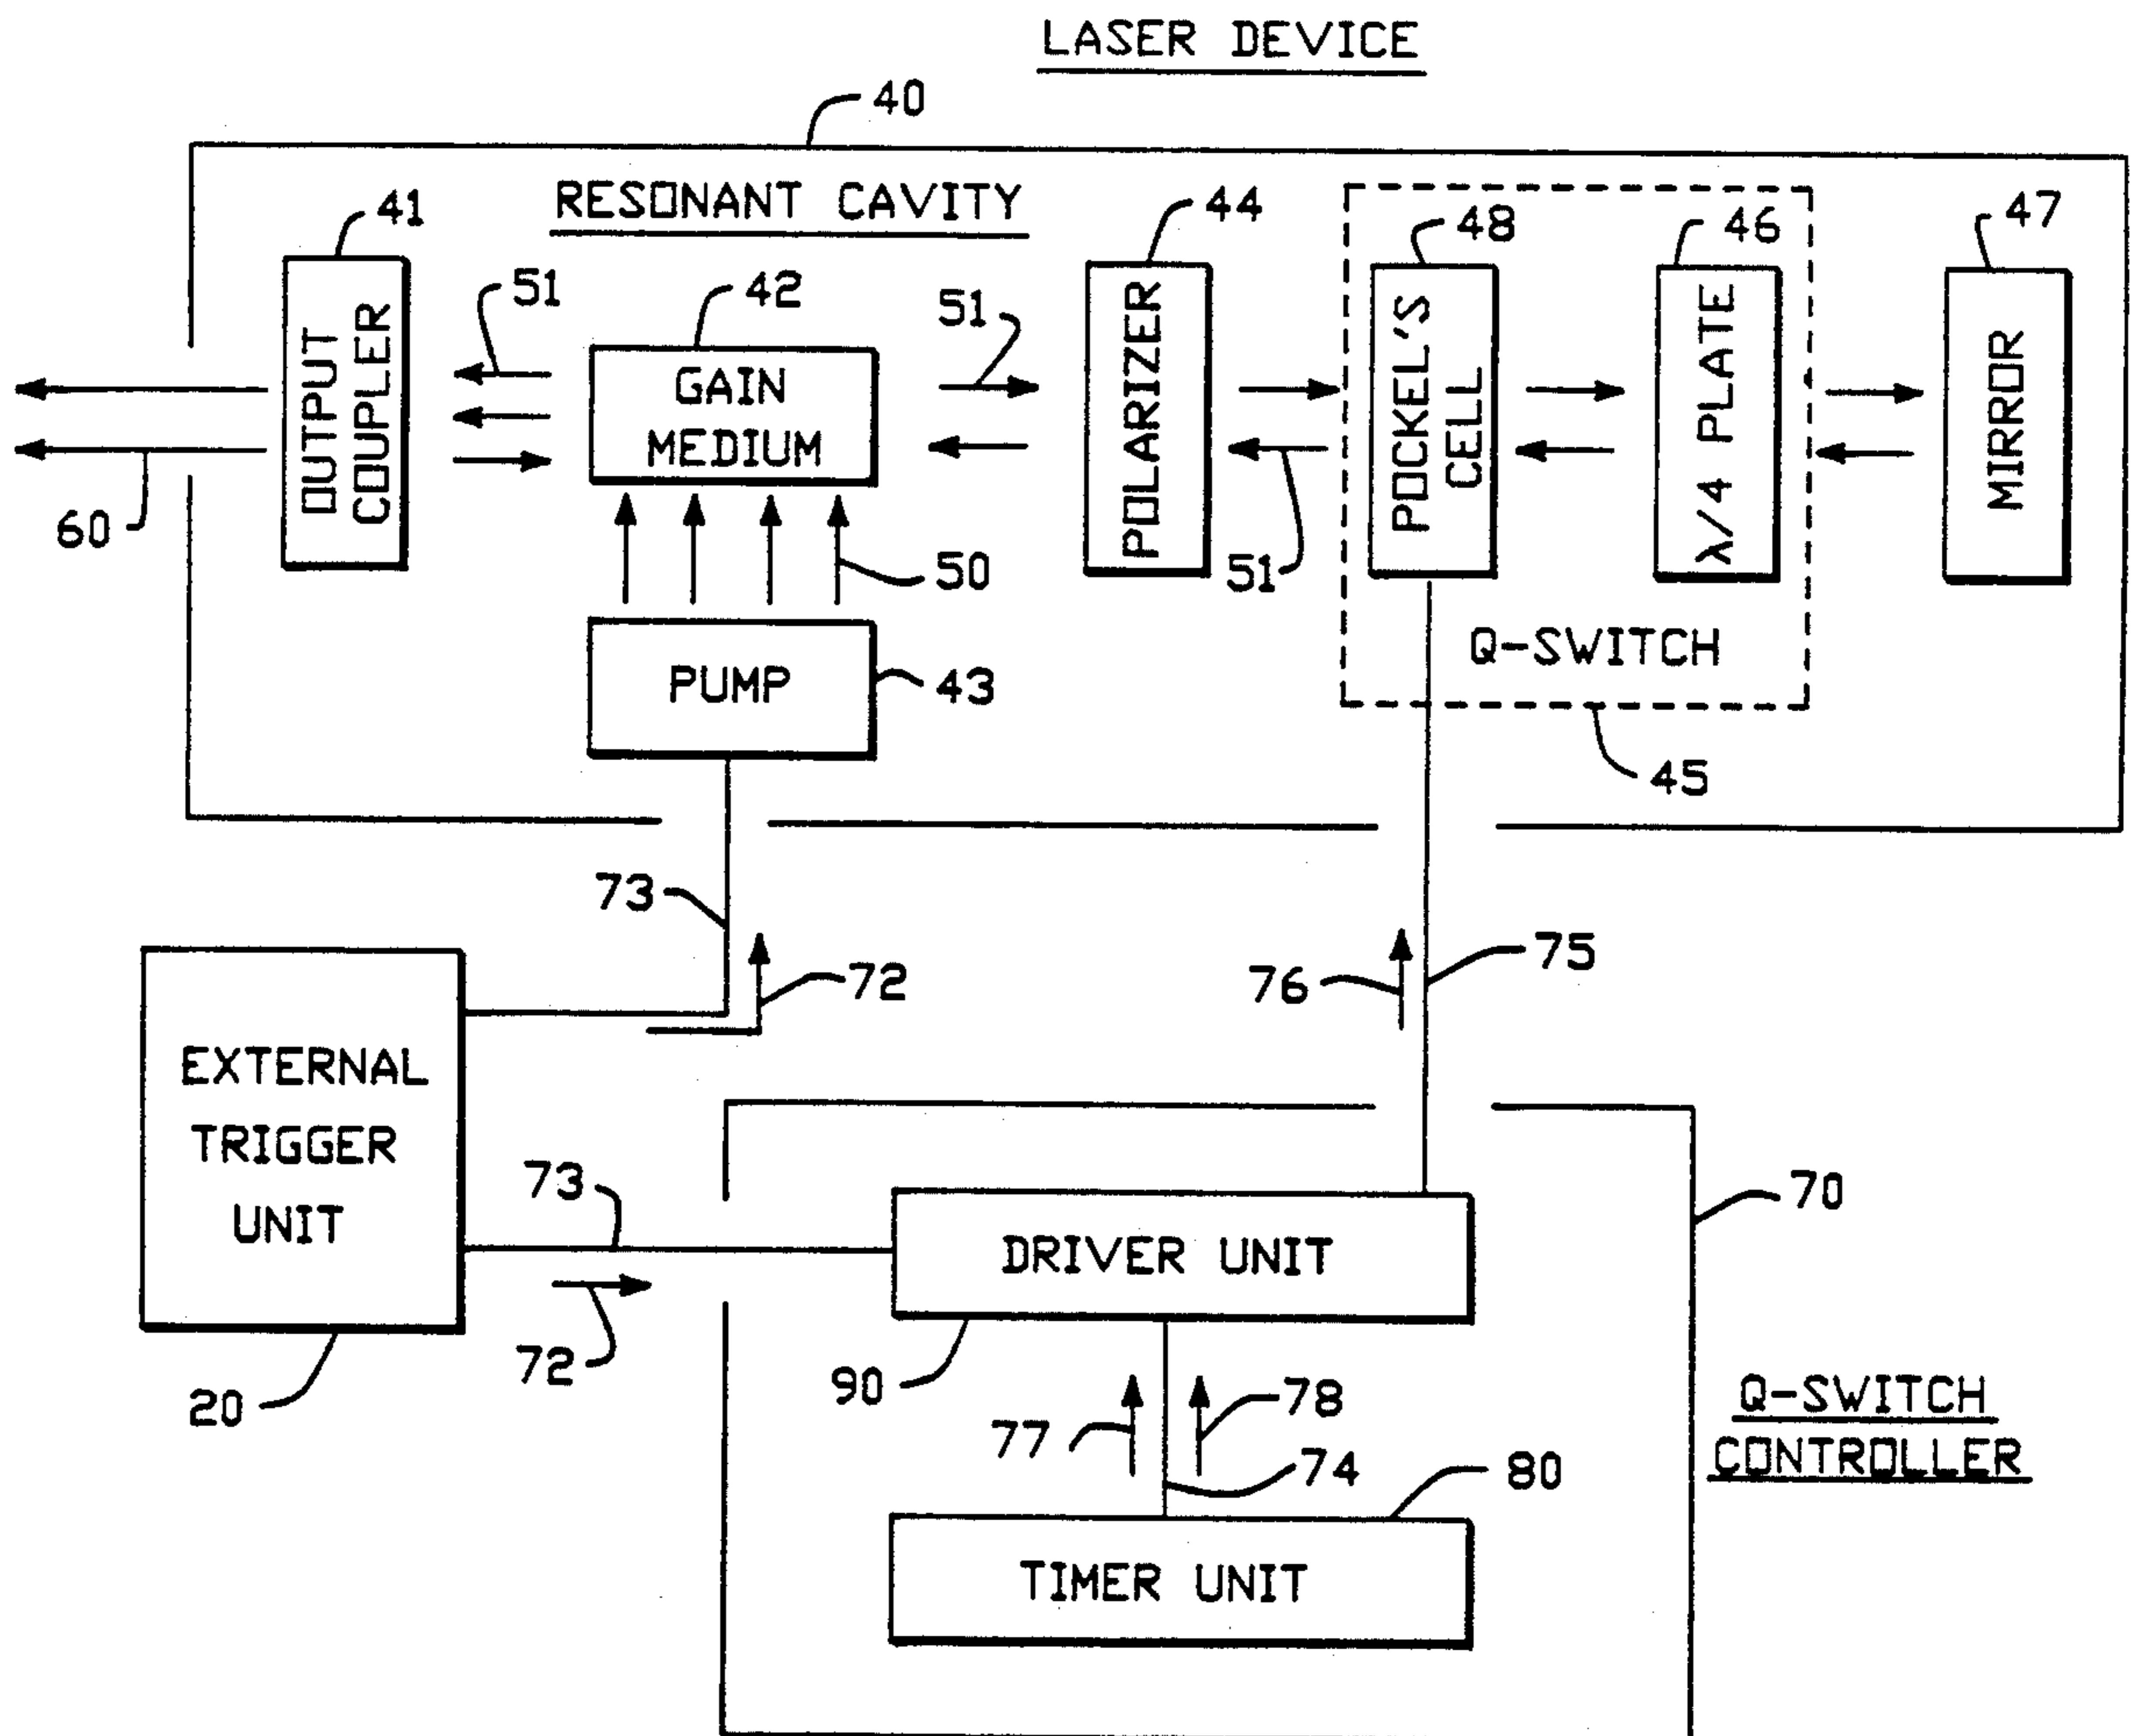 LASER DEVICE
40
RESONANT CAVITY
41
44
48
46
47
51
42
51
OUTPUT
COUPLER
GAIN
MEDIUM
POLARIZER
POCKEL'S
CELL
λ/4 PLATE
MIRROR
60
50
51
Q-SWITCH
PUMP
43
45
73
72
76
75
EXTERNAL
TRIGGER
UNIT
73
72
20
70
DRIVER UNIT
90
77
78
74
80
Q-SWITCH
CONTROLLER
TIMER UNIT